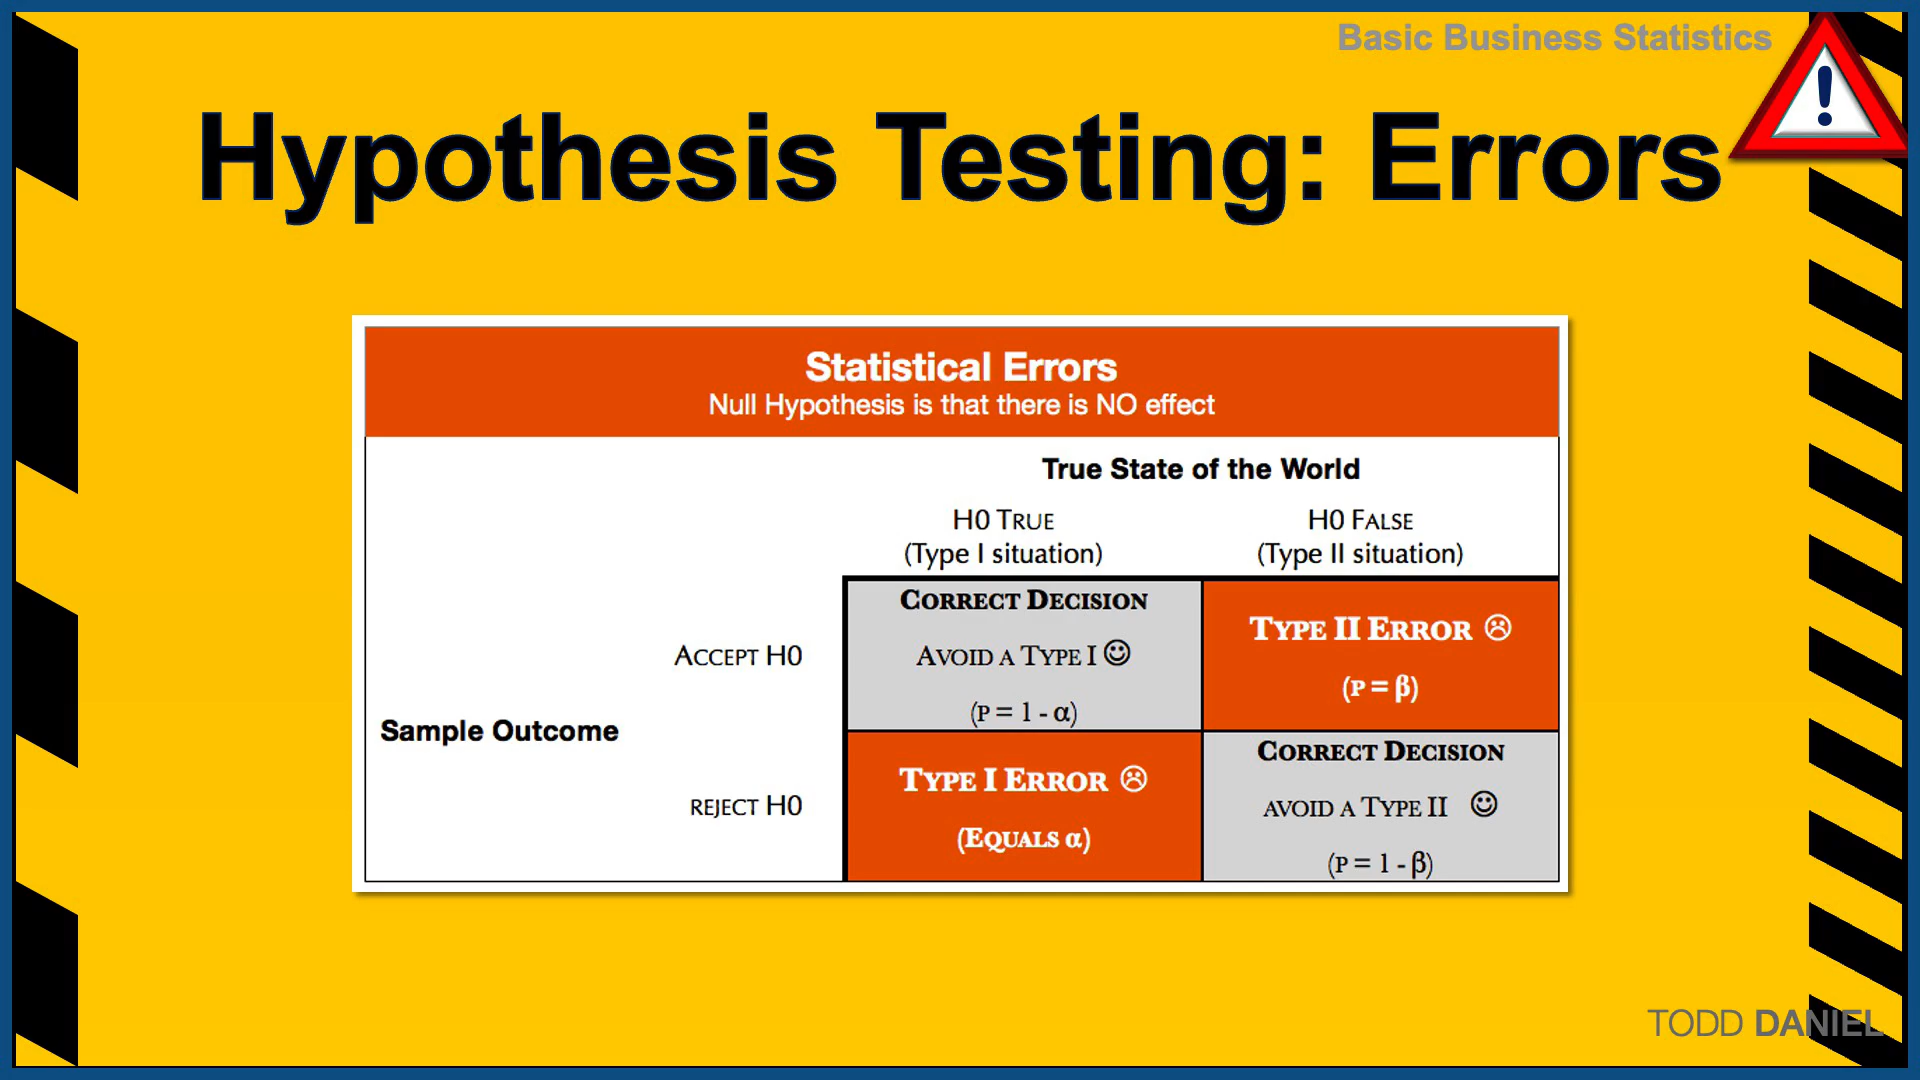 Basic Business Statistics
Hypothesis Testing: Errors
Statistical Errors
Null Hypothesis is that there is NO effect
True State of the World
H0 TRUE
H0 FALSE
(Type I situation)
(Type II situation)
CORRECT DECISION
AVOID A TYPE I ☺
(P = 1 - α)
TYPE II ERROR ☹
(P = β)
ACCEPT H0
Sample Outcome
REJECT H0
TYPE I ERROR ☹
(EQUALS α)
CORRECT DECISION
AVOID A TYPE II ☺
(P = 1 - β)
TODD DANIEL